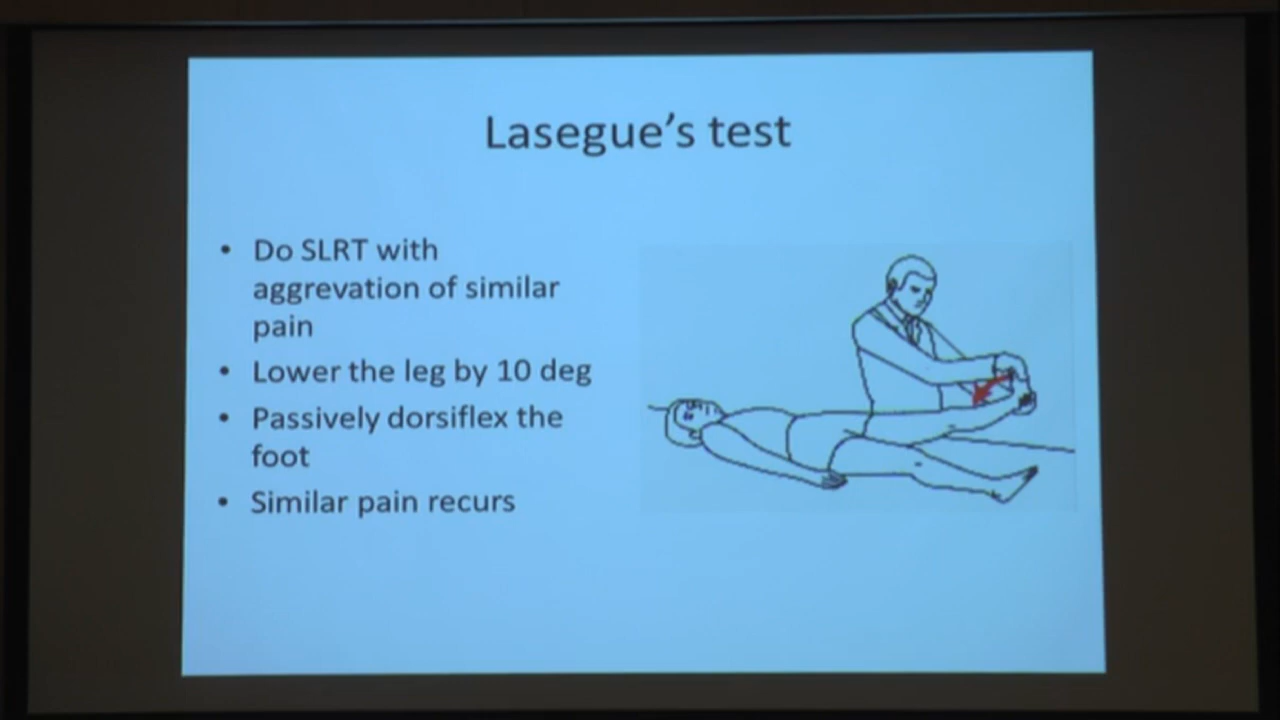 Lasegue's test
• Do SLRT with
aggrevation of similar
pain
• Lower the leg by 10 deg
• Passively dorsiflex the
foot
• Similar pain recurs